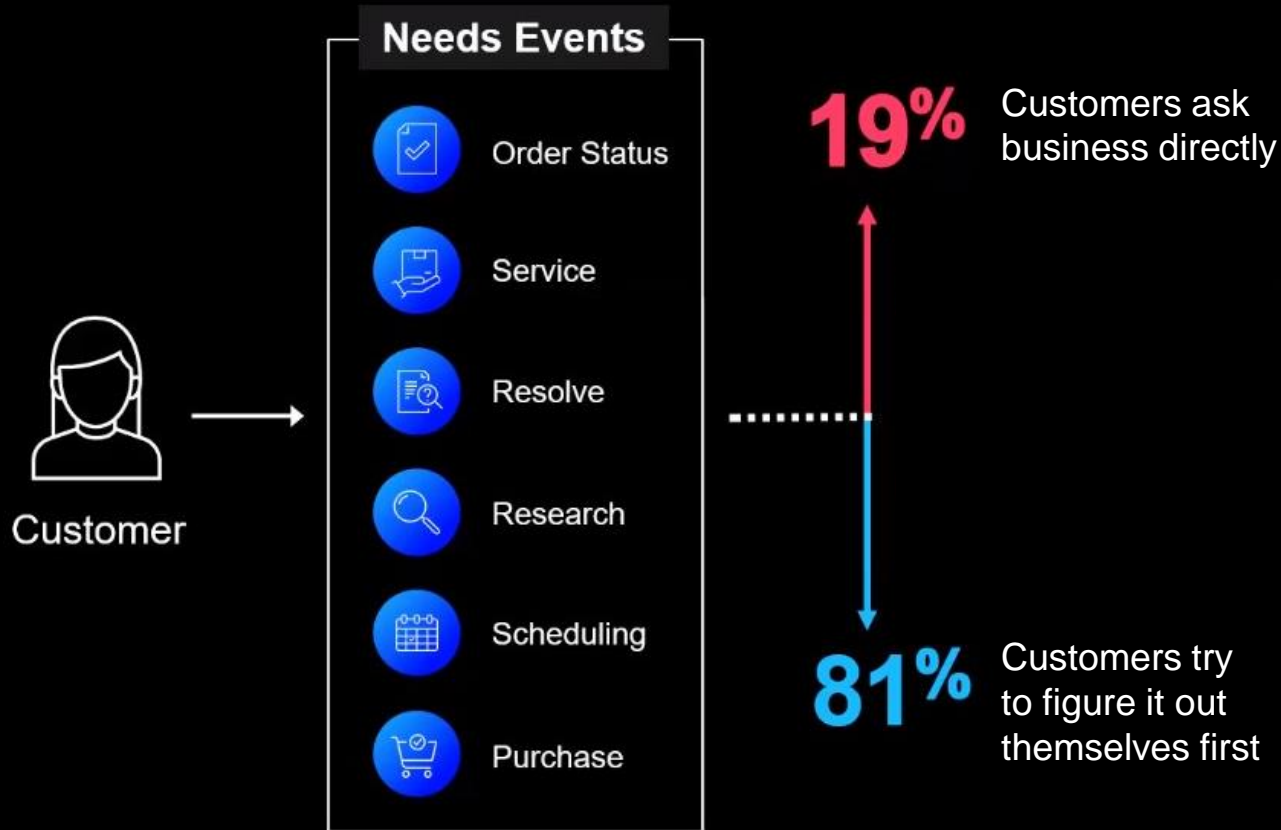 Needs Events
Order Status
Service
Resolve
Research
Scheduling
Purchase
Customer
19%
Customers ask
business directly
81%
Customers try
to figure it out
themselves first